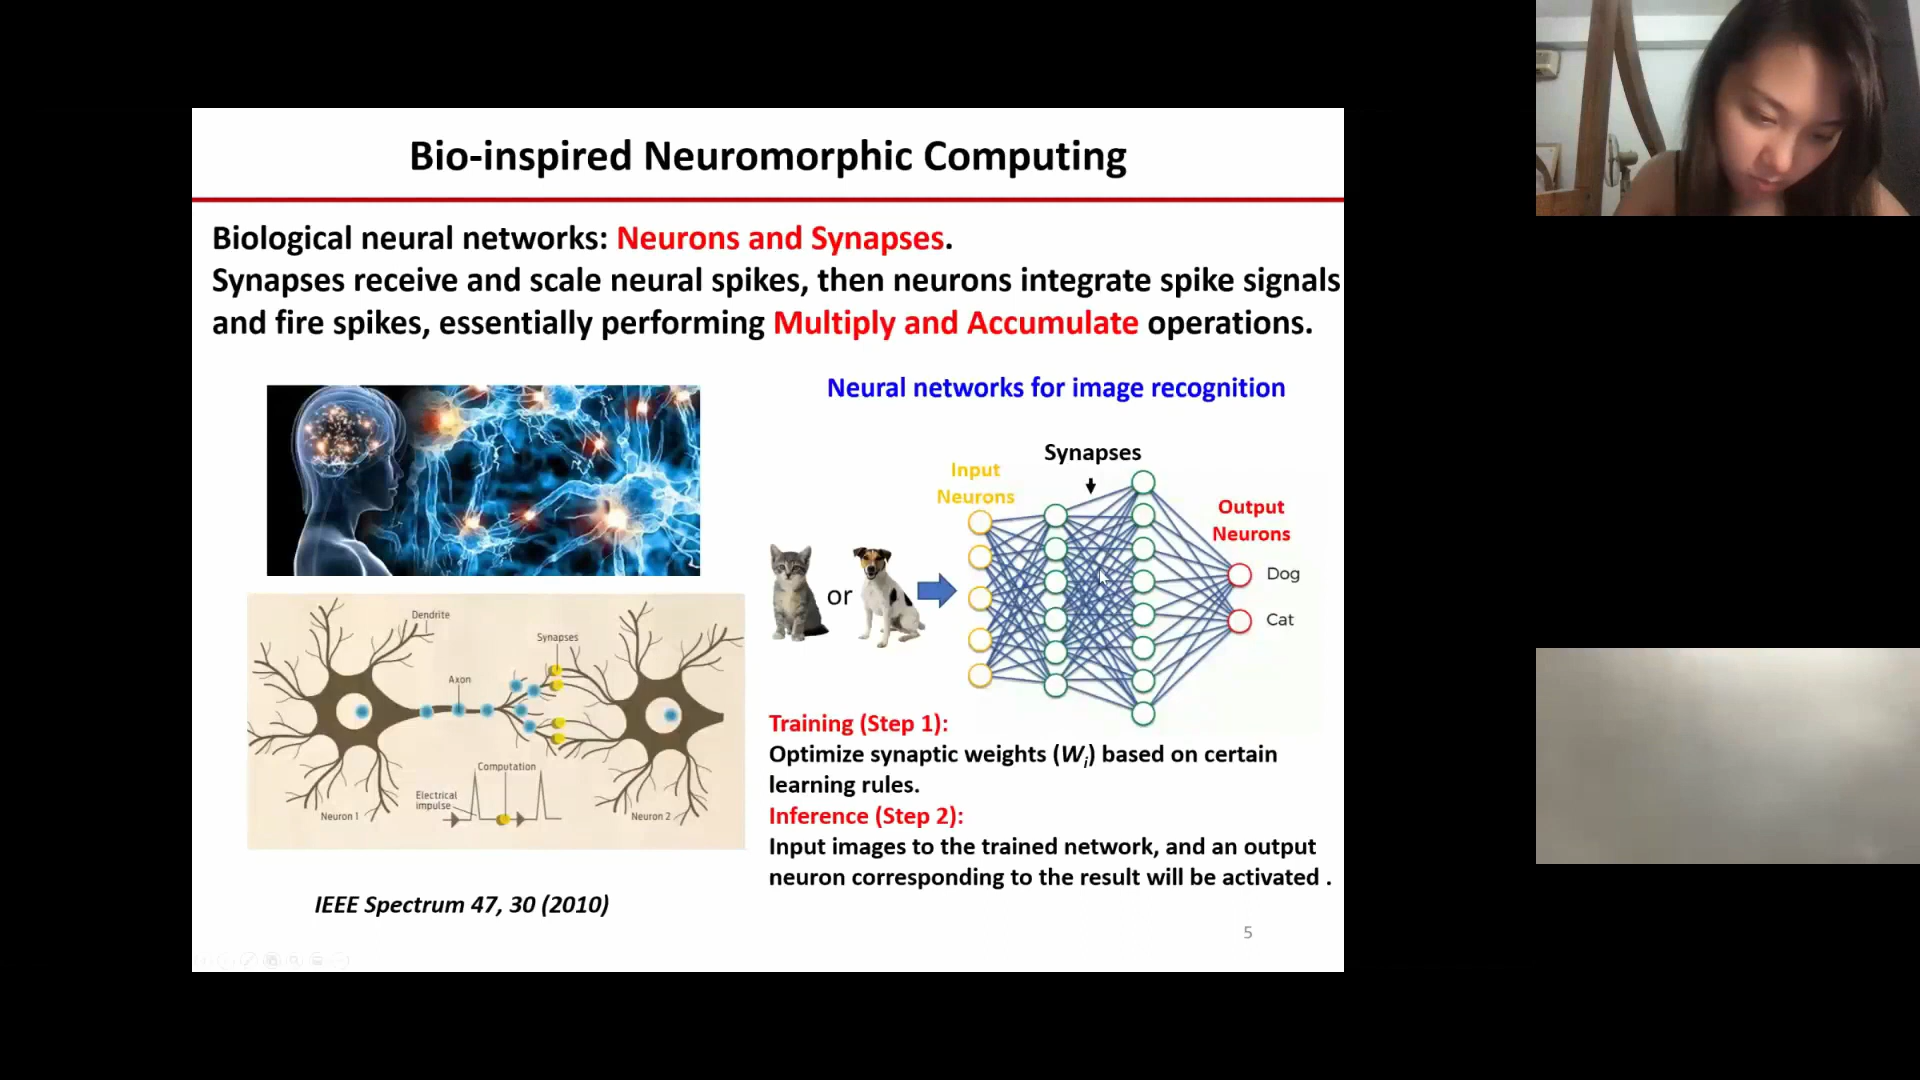 Bio-inspired Neuromorphic Computing
Biological neural networks: Neurons and Synapses.
Synapses receive and scale neural spikes, then neurons integrate spike signals
and fire spikes, essentially performing Multiply and Accumulate operations.
Dendrite
Synapses
Axon
Computation
Electrical
impulse
Neuron 1
Neuron 2
IEEE Spectrum 47, 30 (2010)
Neural networks for image recognition
Synapses
Input
Neurons
Output
Neurons
or
Dog
Cat
Training (Step 1):
Optimize synaptic weights (Wi) based on certain
learning rules.
Inference (Step 2):
Input images to the trained network, and an output
neuron corresponding to the result will be activated .
5